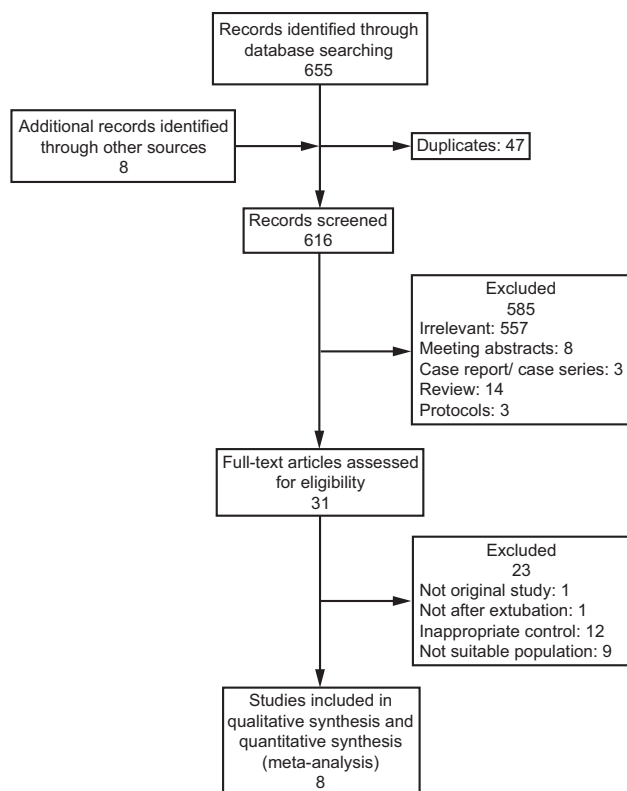 Records identified through
database searching
655
Additional records identified
through other sources
8
Duplicates: 47
Records screened
616
Excluded
585
Irrelevant: 557
Meeting abstracts: 8
Case report/ case series: 3
Review: 14
Protocols: 3
Full-text articles assessed
for eligibility
31
Excluded
23
Not original study: 1
Not after extubation: 1
Inappropriate control: 12
Not suitable population: 9
Studies included in
qualitative synthesis and
quantitative synthesis
(meta-analysis)
8